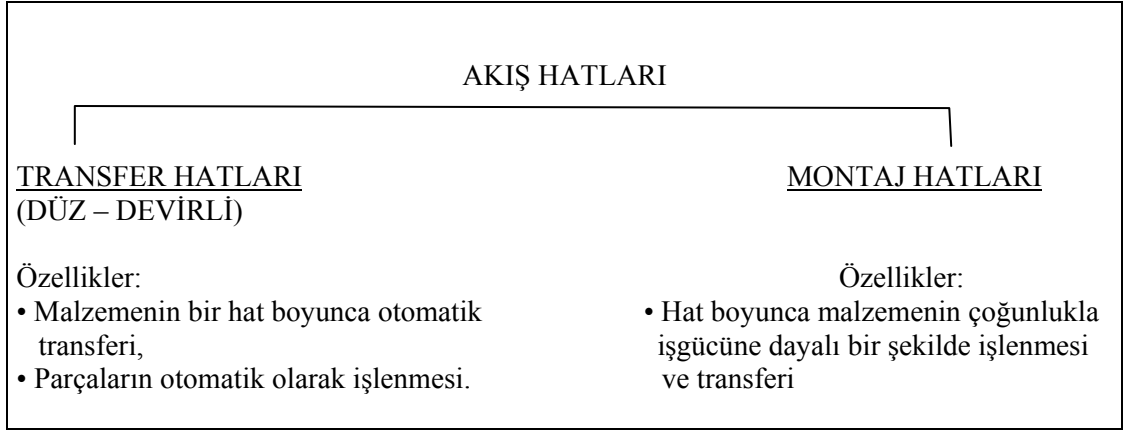 AKIŞ HATLARI
TRANSFER HATLARI
(DÜZ – DEVİRLİ)
Özellikler:
• Malzemenin bir hat boyunca otomatik
transferi,
• Parçaların otomatik olarak işlenmesi.
MONTAJ HATLARI
Özellikler:
• Hat boyunca malzemenin çoğunlukla
işgücüne dayalı bir şekilde işlenmesi
ve transferi